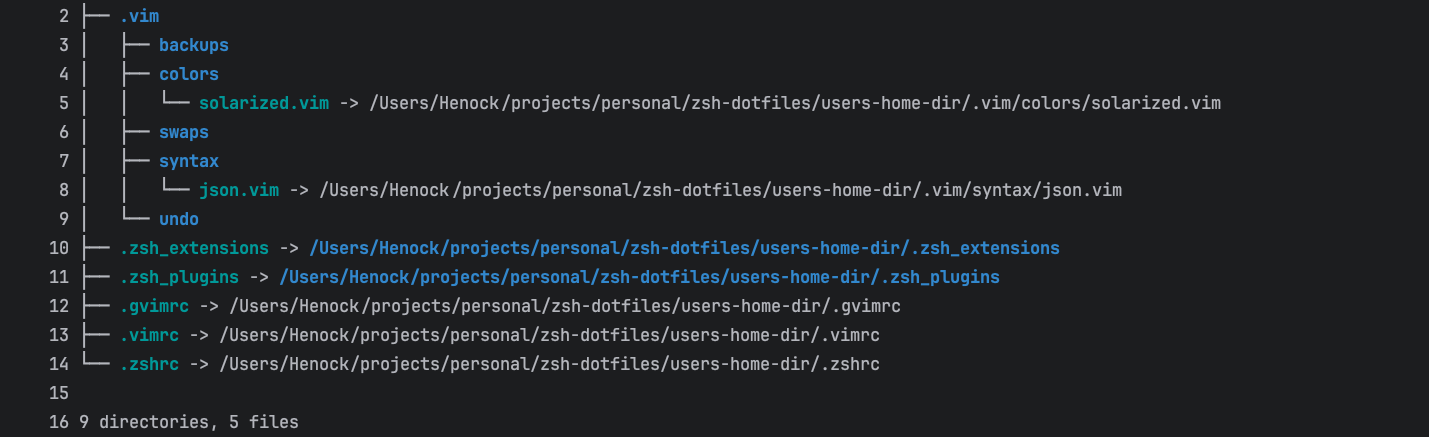 2 ├── .vim
3 │   ├── backups
4 │   ├── colors
5 │   │   └── solarized.vim -> /Users/Henock/projects/personal/zsh-dotfiles/users-home-dir/.vim/colors/solarized.vim
6 │   ├── swaps
7 │   ├── syntax
8 │   │   └── json.vim -> /Users/Henock/projects/personal/zsh-dotfiles/users-home-dir/.vim/syntax/json.vim
9 │   └── undo
10 ├── .zsh_extensions -> /Users/Henock/projects/personal/zsh-dotfiles/users-home-dir/.zsh_extensions
11 ├── .zsh_plugins -> /Users/Henock/projects/personal/zsh-dotfiles/users-home-dir/.zsh_plugins
12 ├── .gvimrc -> /Users/Henock/projects/personal/zsh-dotfiles/users-home-dir/.gvimrc
13 ├── .vimrc -> /Users/Henock/projects/personal/zsh-dotfiles/users-home-dir/.vimrc
14 └── .zshrc -> /Users/Henock/projects/personal/zsh-dotfiles/users-home-dir/.zshrc
15
16 9 directories, 5 files